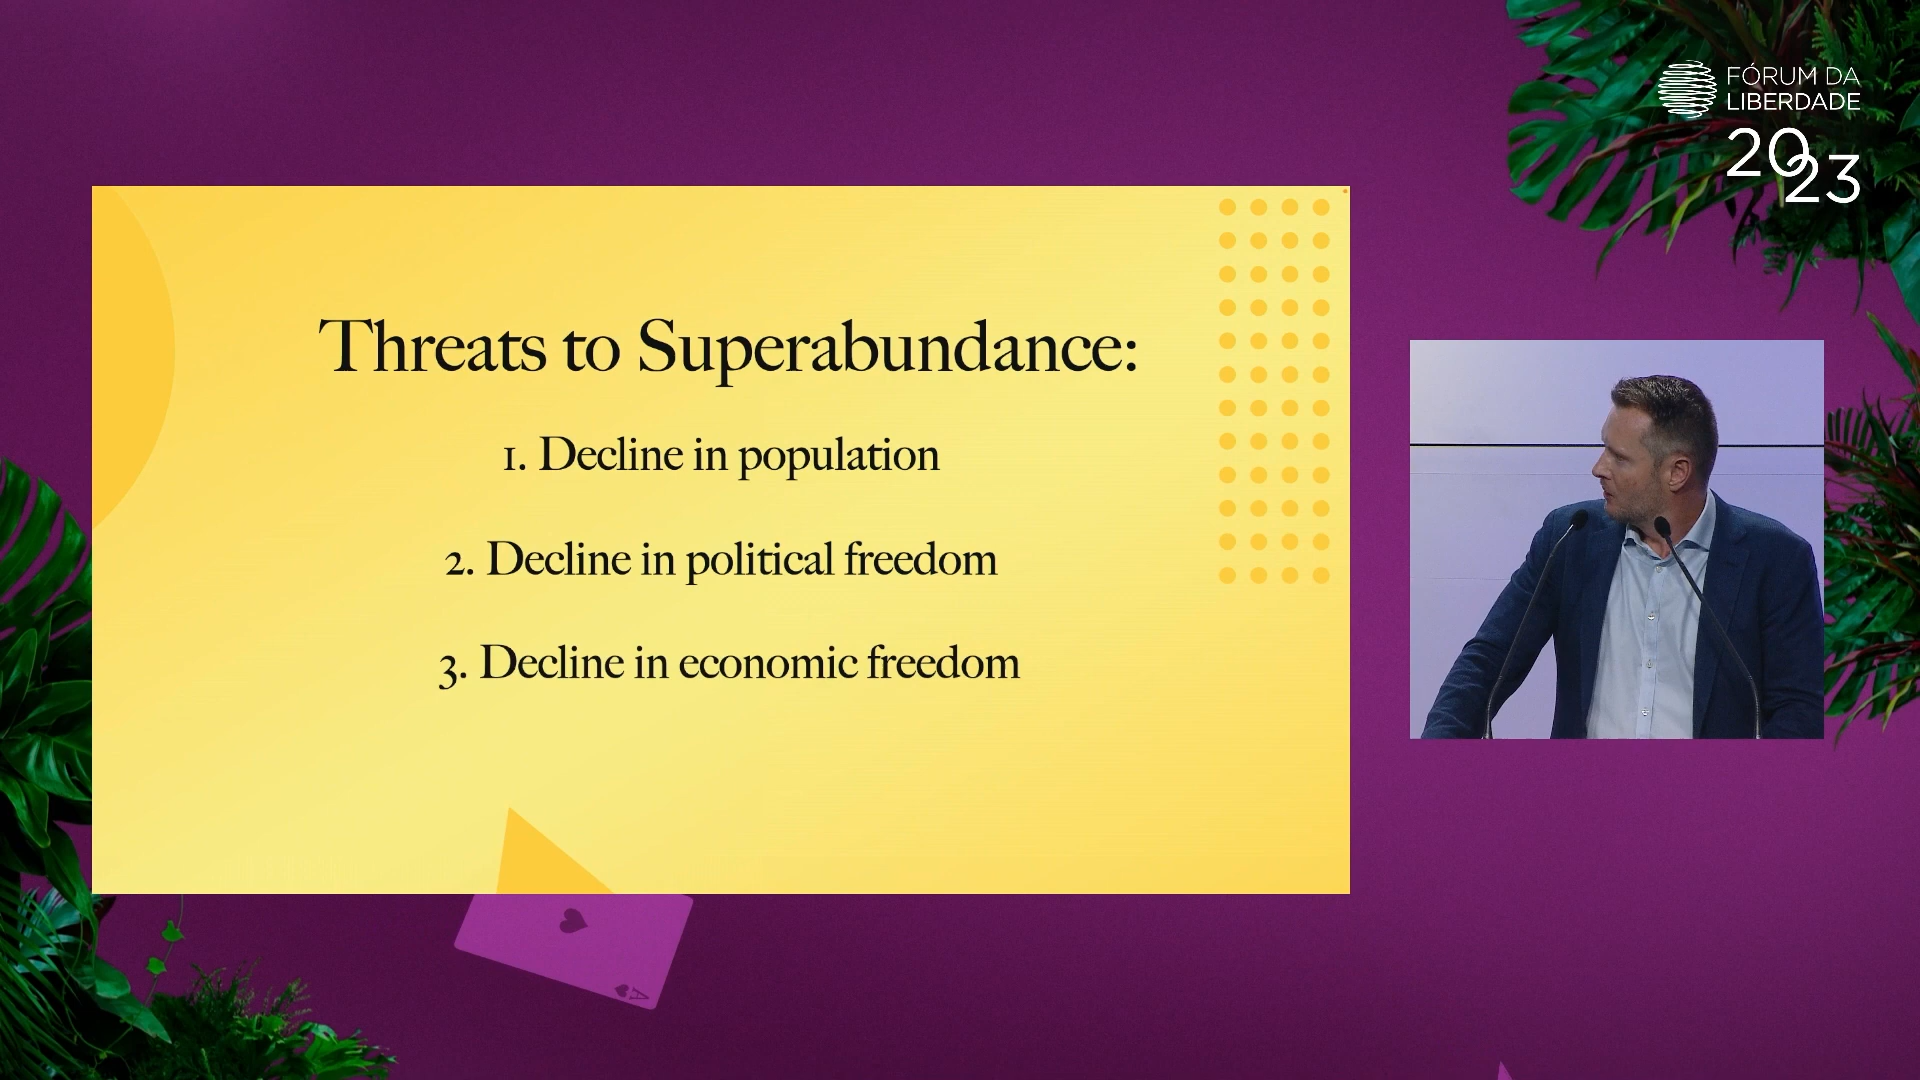 FÓRUM DA
LIBERDADE
2023
Threats to Superabundance:
1. Decline in population
2. Decline in political freedom
3. Decline in economic freedom
A